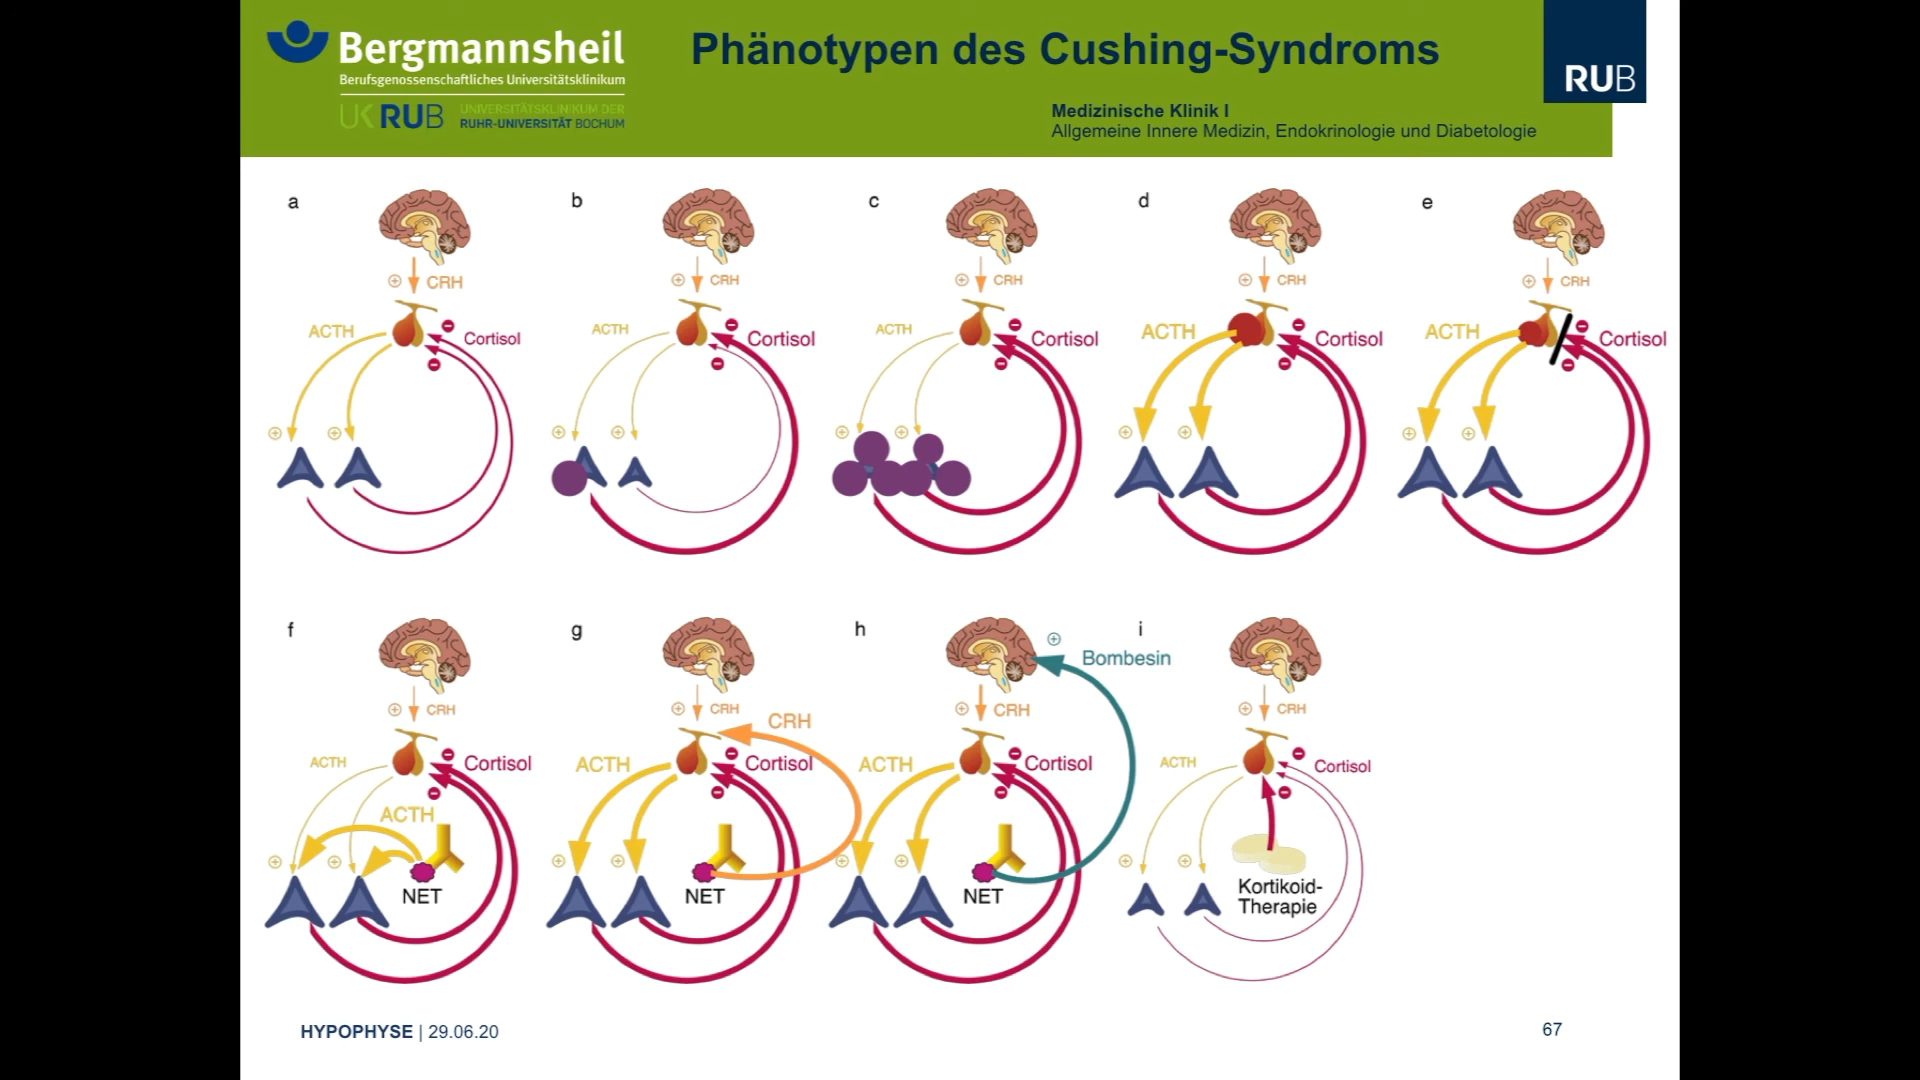 Bergmannsheil
Berufsgenossenschaftliches Universitätsklinikum
UK RUB
UNIVERSITÄTSKLINIKUM DER
RUHR-UNIVERSITÄT BOCHUM
Phänotypen des Cushing-Syndroms
Medizinische Klinik I
Allgemeine Innere Medizin, Endokrinologie und Diabetologie
RUB
a
CRH
ACTH
Cortisol
b
CRH
ACTH
Cortisol
c
CRH
ACTH
Cortisol
d
CRH
ACTH
Cortisol
e
CRH
ACTH
Cortisol
f
CRH
ACTH
Cortisol
ACTH
NET
g
CRH
CRH
ACTH
Cortisol
NET
h
Bombesin
CRH
ACTH
Cortisol
NET
i
CRH
ACTH
Cortisol
Kortikoid-
Therapie
HYPOPHYSE | 29.06.20
67